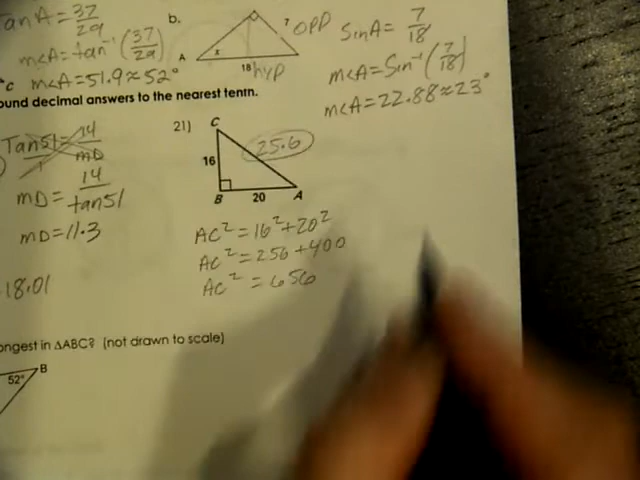 tan A = 37/29
m∠A = tan⁻¹(37/29)
m∠A = 51.9 ≈ 52°
b.
A
x
7 OPP
18 hyp
sin A = 7/18
m∠A = sin⁻¹(7/18)
m∠A = 22.88 ≈ 23°
ound decimal answers to the nearest tenth.
Tan51/1 = 14/mD
mD = 14/tan51
mD = 11.3
18.01
21)
C
16
25.6
B
20
A
AC² = 16² + 20²
AC² = 256 + 400
AC² = 656
ongest in ΔABC? (not drawn to scale)
52°
B